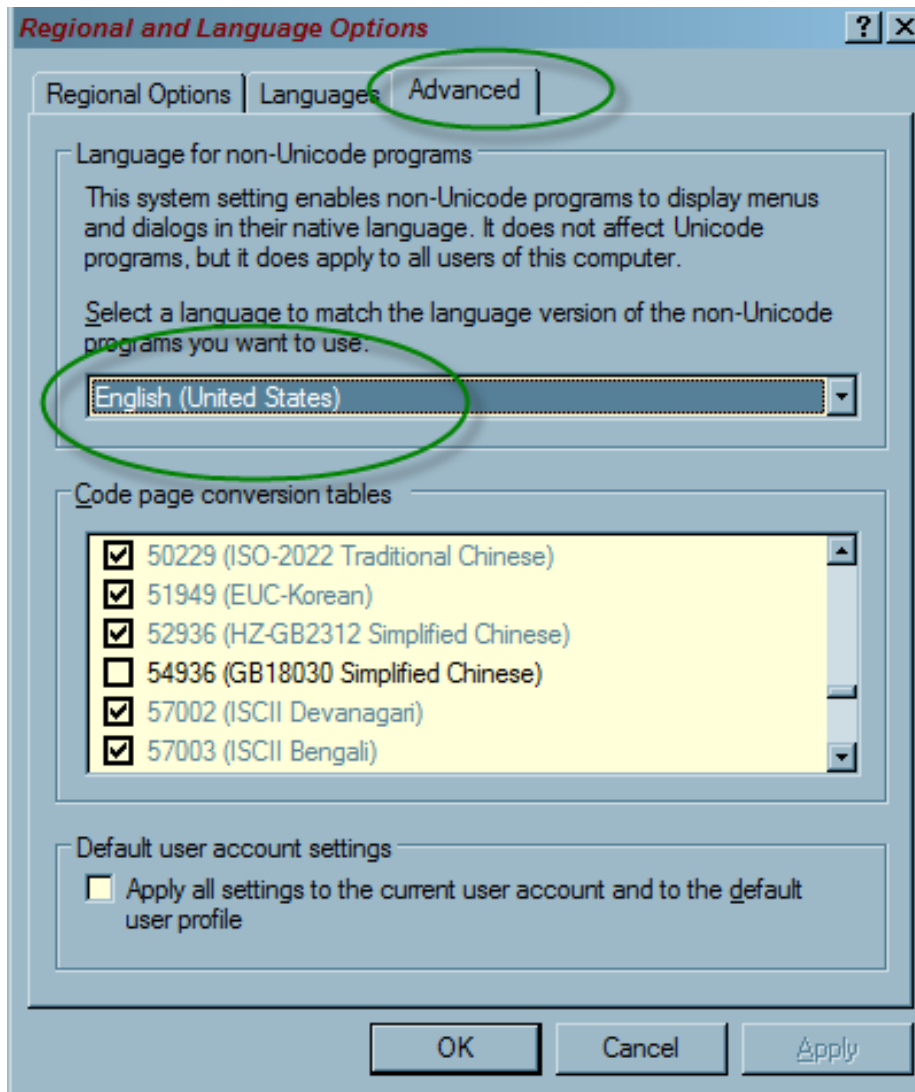 Regional and Language Options
Regional Options
Languages
Advanced
Language for non-Unicode programs
This system setting enables non-Unicode programs to display menus
and dialogs in their native language. It does not affect Unicode
programs, but it does apply to all users of this computer.
Select a language to match the language version of the non-Unicode
programs you want to use:
English (United States)
Code page conversion tables
50229 (ISO-2022 Traditional Chinese)
51949 (EUC-Korean)
52936 (HZ-GB2312 Simplified Chinese)
54936 (GB18030 Simplified Chinese)
57002 (ISCII Devanagari)
57003 (ISCII Bengali)
Default user account settings
Apply all settings to the current user account and to the default
user profile
OK
Cancel
Apply